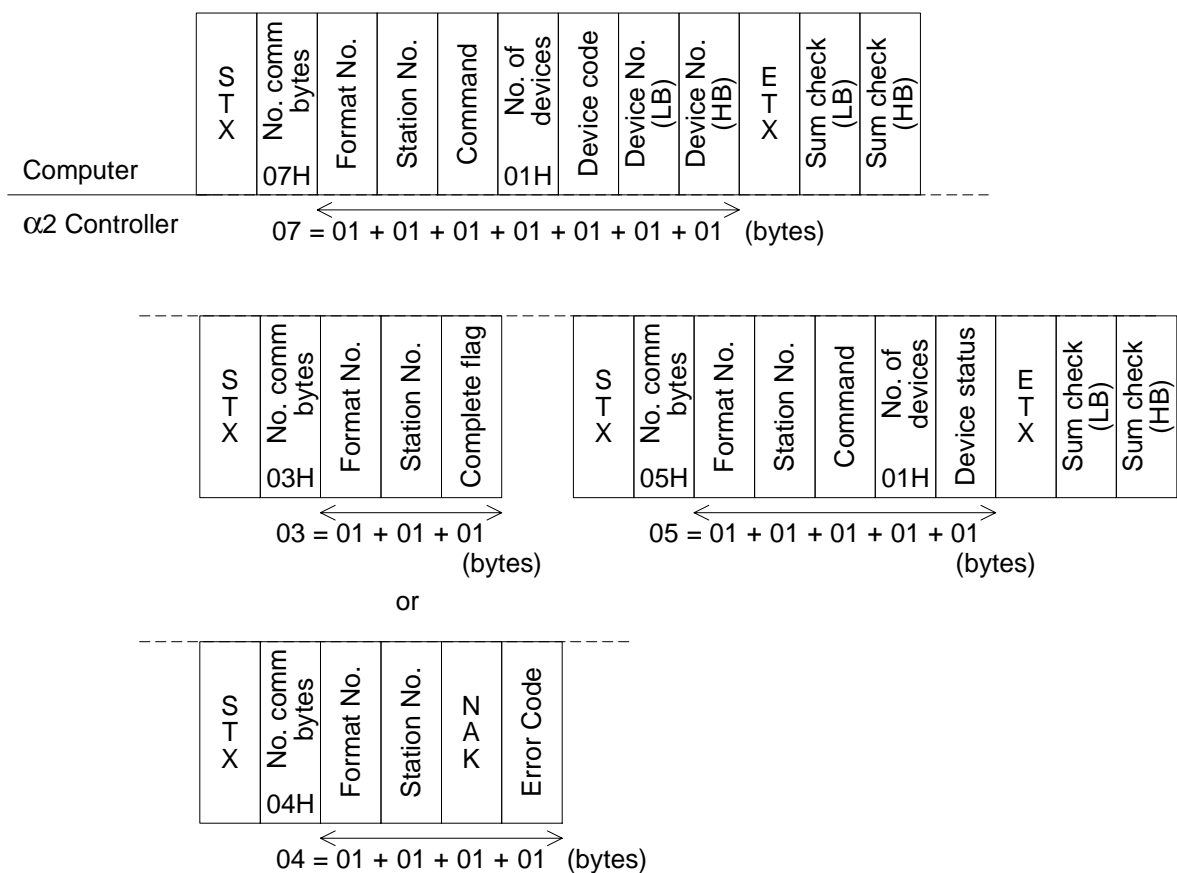 STX
No. comm bytes
07H
Format No.
Station No.
Command
No. of devices
01H
Device code
Device No. (LB)
Device No. (HB)
ETX
Sum check (LB)
Sum check (HB)
Computer
α2 Controller
07 = 01 + 01 + 01 + 01 + 01 + 01 + 01 (bytes)
STX
No. comm bytes
03H
Format No.
Station No.
Complete flag
03 = 01 + 01 + 01
(bytes)
STX
No. comm bytes
05H
Format No.
Station No.
Command
No. of devices
01H
Device status
ETX
Sum check (LB)
Sum check (HB)
05 = 01 + 01 + 01 + 01 + 01
(bytes)
or
STX
No. comm bytes
04H
Format No.
Station No.
NAK
Error Code
04 = 01 + 01 + 01 + 01 (bytes)